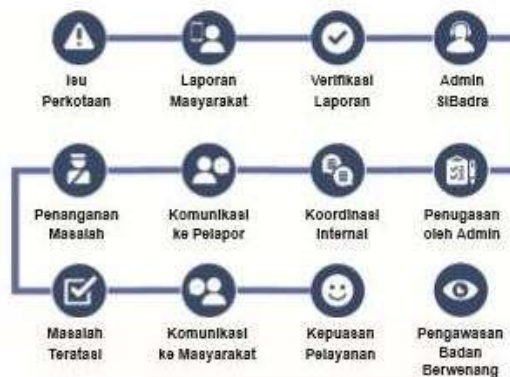 Isu
Perkotaan
Laporan
Masyarakat
Verifikasi
Laporan
Admin
SiBadra
Penanganan
Masalah
Komunikasi
ke Pelapor
Koordinasi
Internal
Penugasan
oleh Admin
Masalah
Teratasi
Komunikasi
ke Masyarakat
Kepuasan
Pelayanan
Pengawasan
Badan
Berwenang